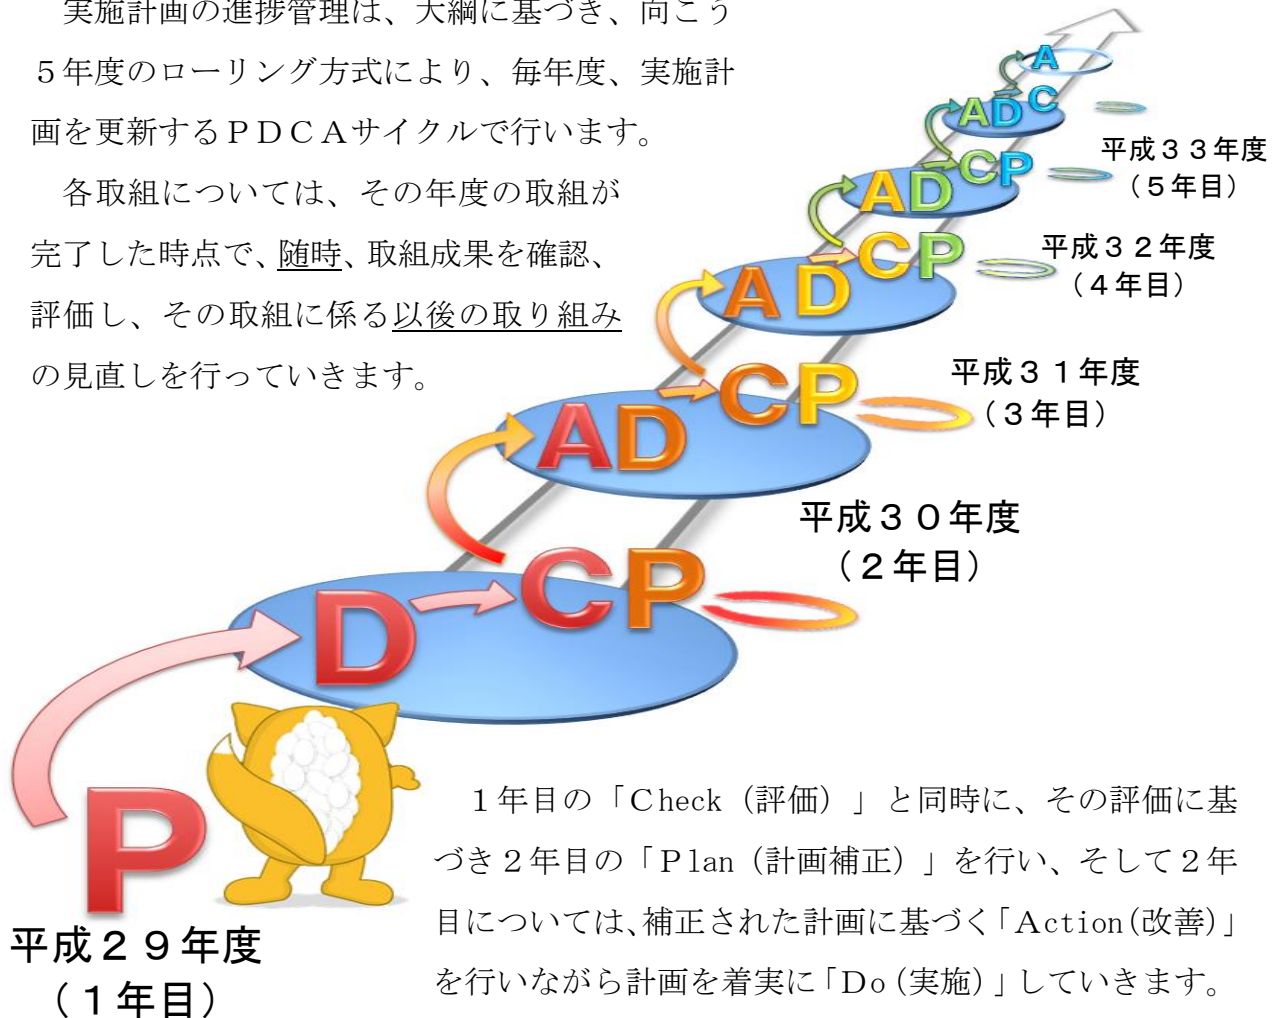 実施計画の進捗管理は、大綱に基づき、向こう
５年度のローリング方式により、毎年度、実施計
画を更新するＰＤＣＡサイクルで行います。
各取組については、その年度の取組が
完了した時点で、随時、取組成果を確認、
評価し、その取組に係る以後の取り組み
の見直しを行っていきます。
A
A D C
平成３３年度
（５年目）
A D C P
平成３２年度
（４年目）
A D C P
平成３１年度
（３年目）
A D C P
平成３０年度
（２年目）
D C P
P
平成２９年度
（１年目）
１年目の「Ｃheck（評価）」と同時に、その評価に基
づき２年目の「Ｐlan（計画補正）」を行い、そして２年
目については、補正された計画に基づく「Ａction(改善)」
を行いながら計画を着実に「Ｄo(実施)」していきます。